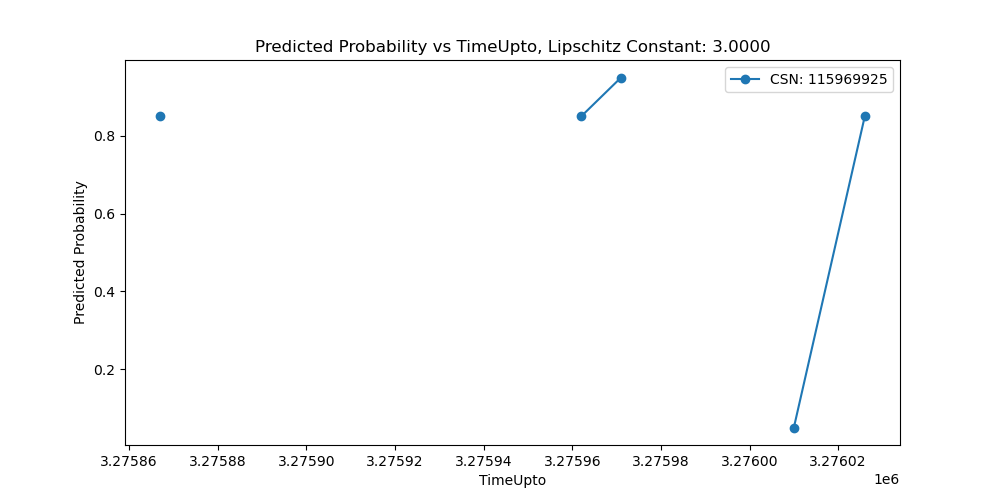 Predicted Probability vs TimeUpto, Lipschitz Constant: 3.0000
CSN: 115969925
Predicted Probability
0.8
0.6
0.4
0.2
3.27586 3.27588 3.27590 3.27592 3.27594 3.27596 3.27598 3.27600 3.27602
1e6
TimeUpto